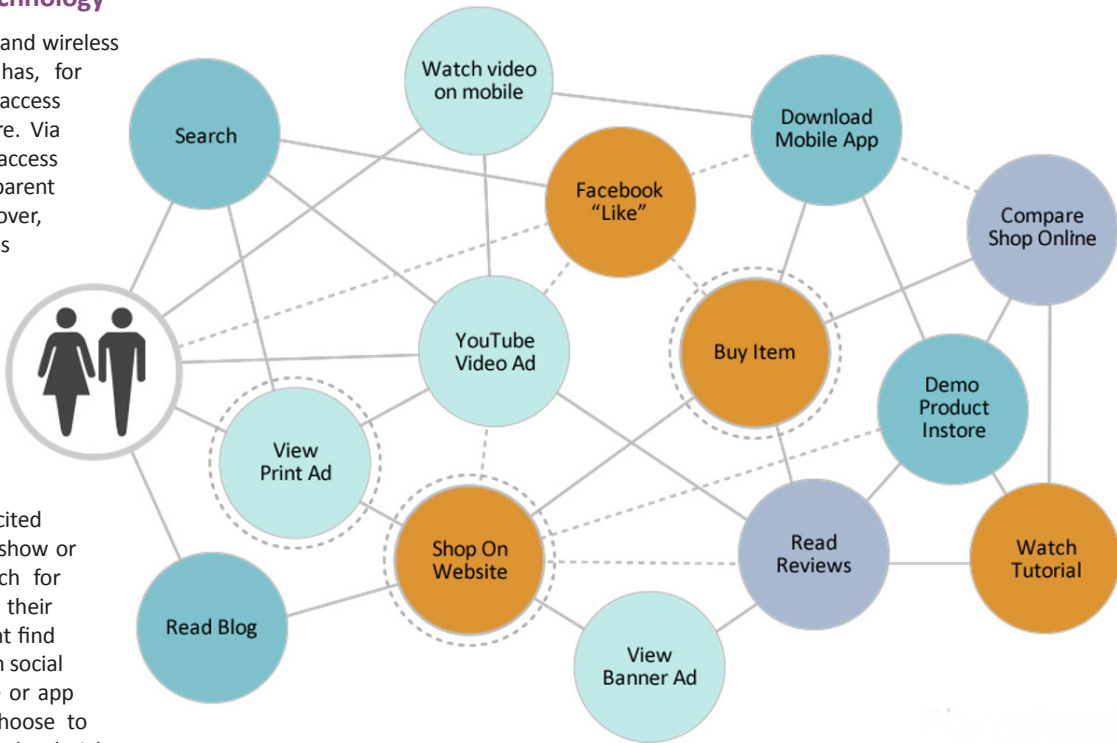 chnology
and wireless
has, for
access
re. Via
access
parent
over,
s
cited
show or
ch for
their
nt find
n social
or app
hoose to
Search
Watch video
on mobile
Download
Mobile App
Facebook
“Like”
Compare
Shop Online
YouTube
Video Ad
Buy Item
Demo
Product
Instore
View
Print Ad
Shop On
Website
Read
Reviews
Watch
Tutorial
Read Blog
View
Banner Ad